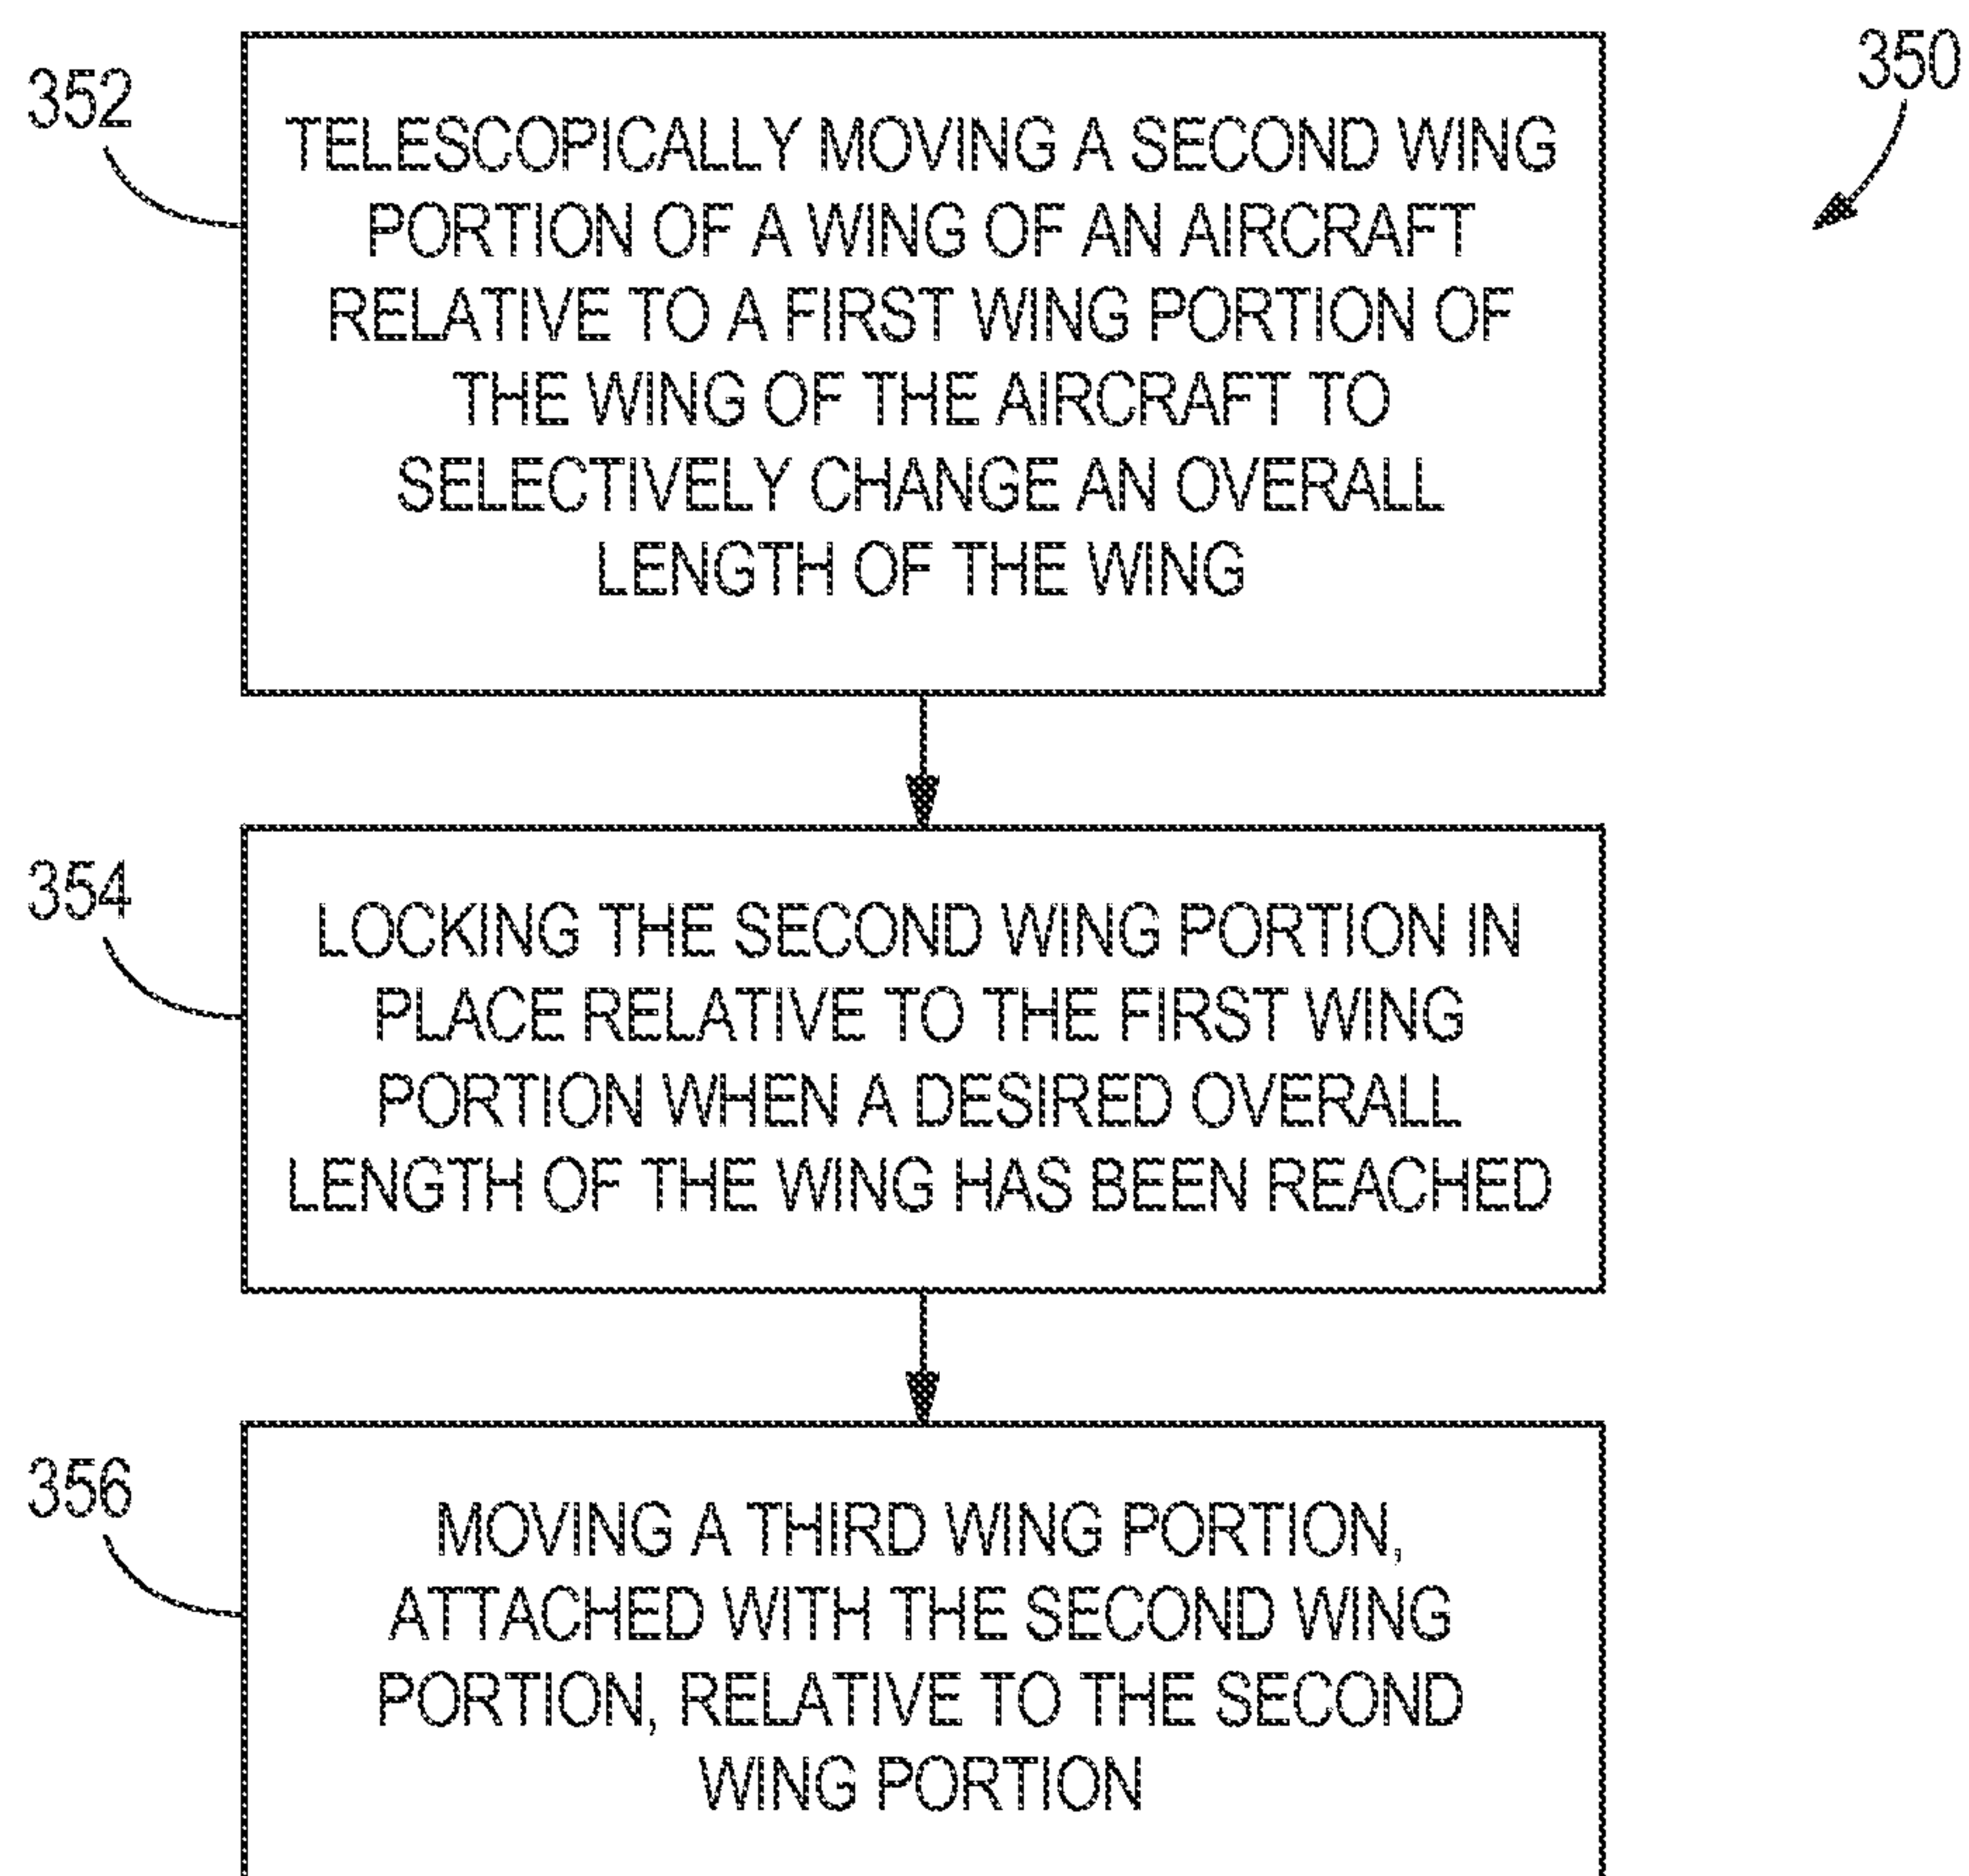 350
352
TELESCOPICALLY MOVING A SECOND WING
PORTION OF A WING OF AN AIRCRAFT
RELATIVE TO A FIRST WING PORTION OF
THE WING OF THE AIRCRAFT TO
SELECTIVELY CHANGE AN OVERALL
LENGTH OF THE WING
354
LOCKING THE SECOND WING PORTION IN
PLACE RELATIVE TO THE FIRST WING
PORTION WHEN A DESIRED OVERALL
LENGTH OF THE WING HAS BEEN REACHED
356
MOVING A THIRD WING PORTION,
ATTACHED WITH THE SECOND WING
PORTION, RELATIVE TO THE SECOND
WING PORTION